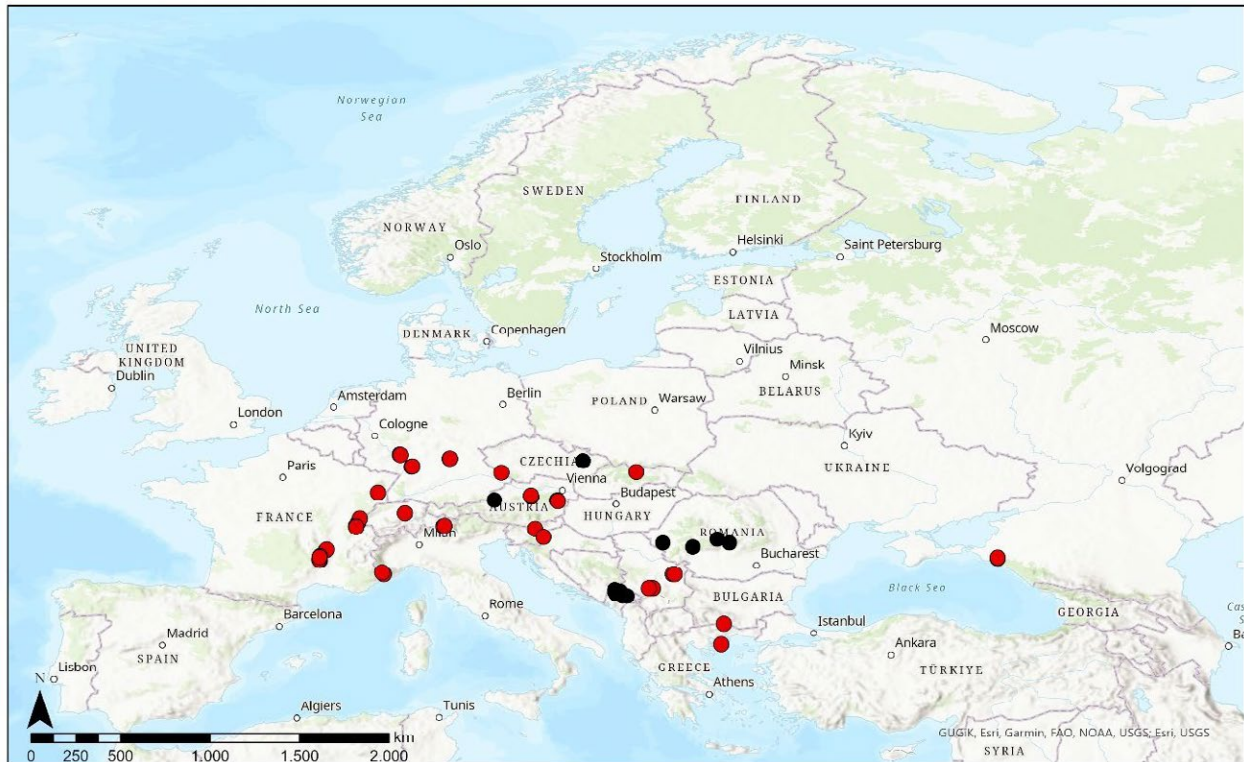 Norwegian
Sea
SWEDEN
FINLAND
NORWAY
Oslo
Helsinki
Saint Petersburg
Stockholm
ESTONIA
North Sea
LATVIA
Moscow
DENMARK
Copenhagen
UNITED
KINGDOM
Dublin
Vilnius
Minsk
BELARUS
Amsterdam
Berlin
POLAND
Warsaw
London
Cologne
Kyiv
CZECHIA
UKRAINE
Paris
Volgograd
Vienna
Budapest
AUSTRIA
HUNGARY
FRANCE
ROMANIA
Milan
Bucharest
Black Sea
BULGARIA
GEORGIA
Barcelona
Rome
Istanbul
Madrid
SPAIN
Ankara
Lisbon
GREECE
TÜRKIYE
Athens
N
Algiers
Tunis
km
0 250 500 1.000 1.500 2.000
GUGiK, Esri, Garmin, FAO, NOAA, USGS; Esri, USGS
SYRIA